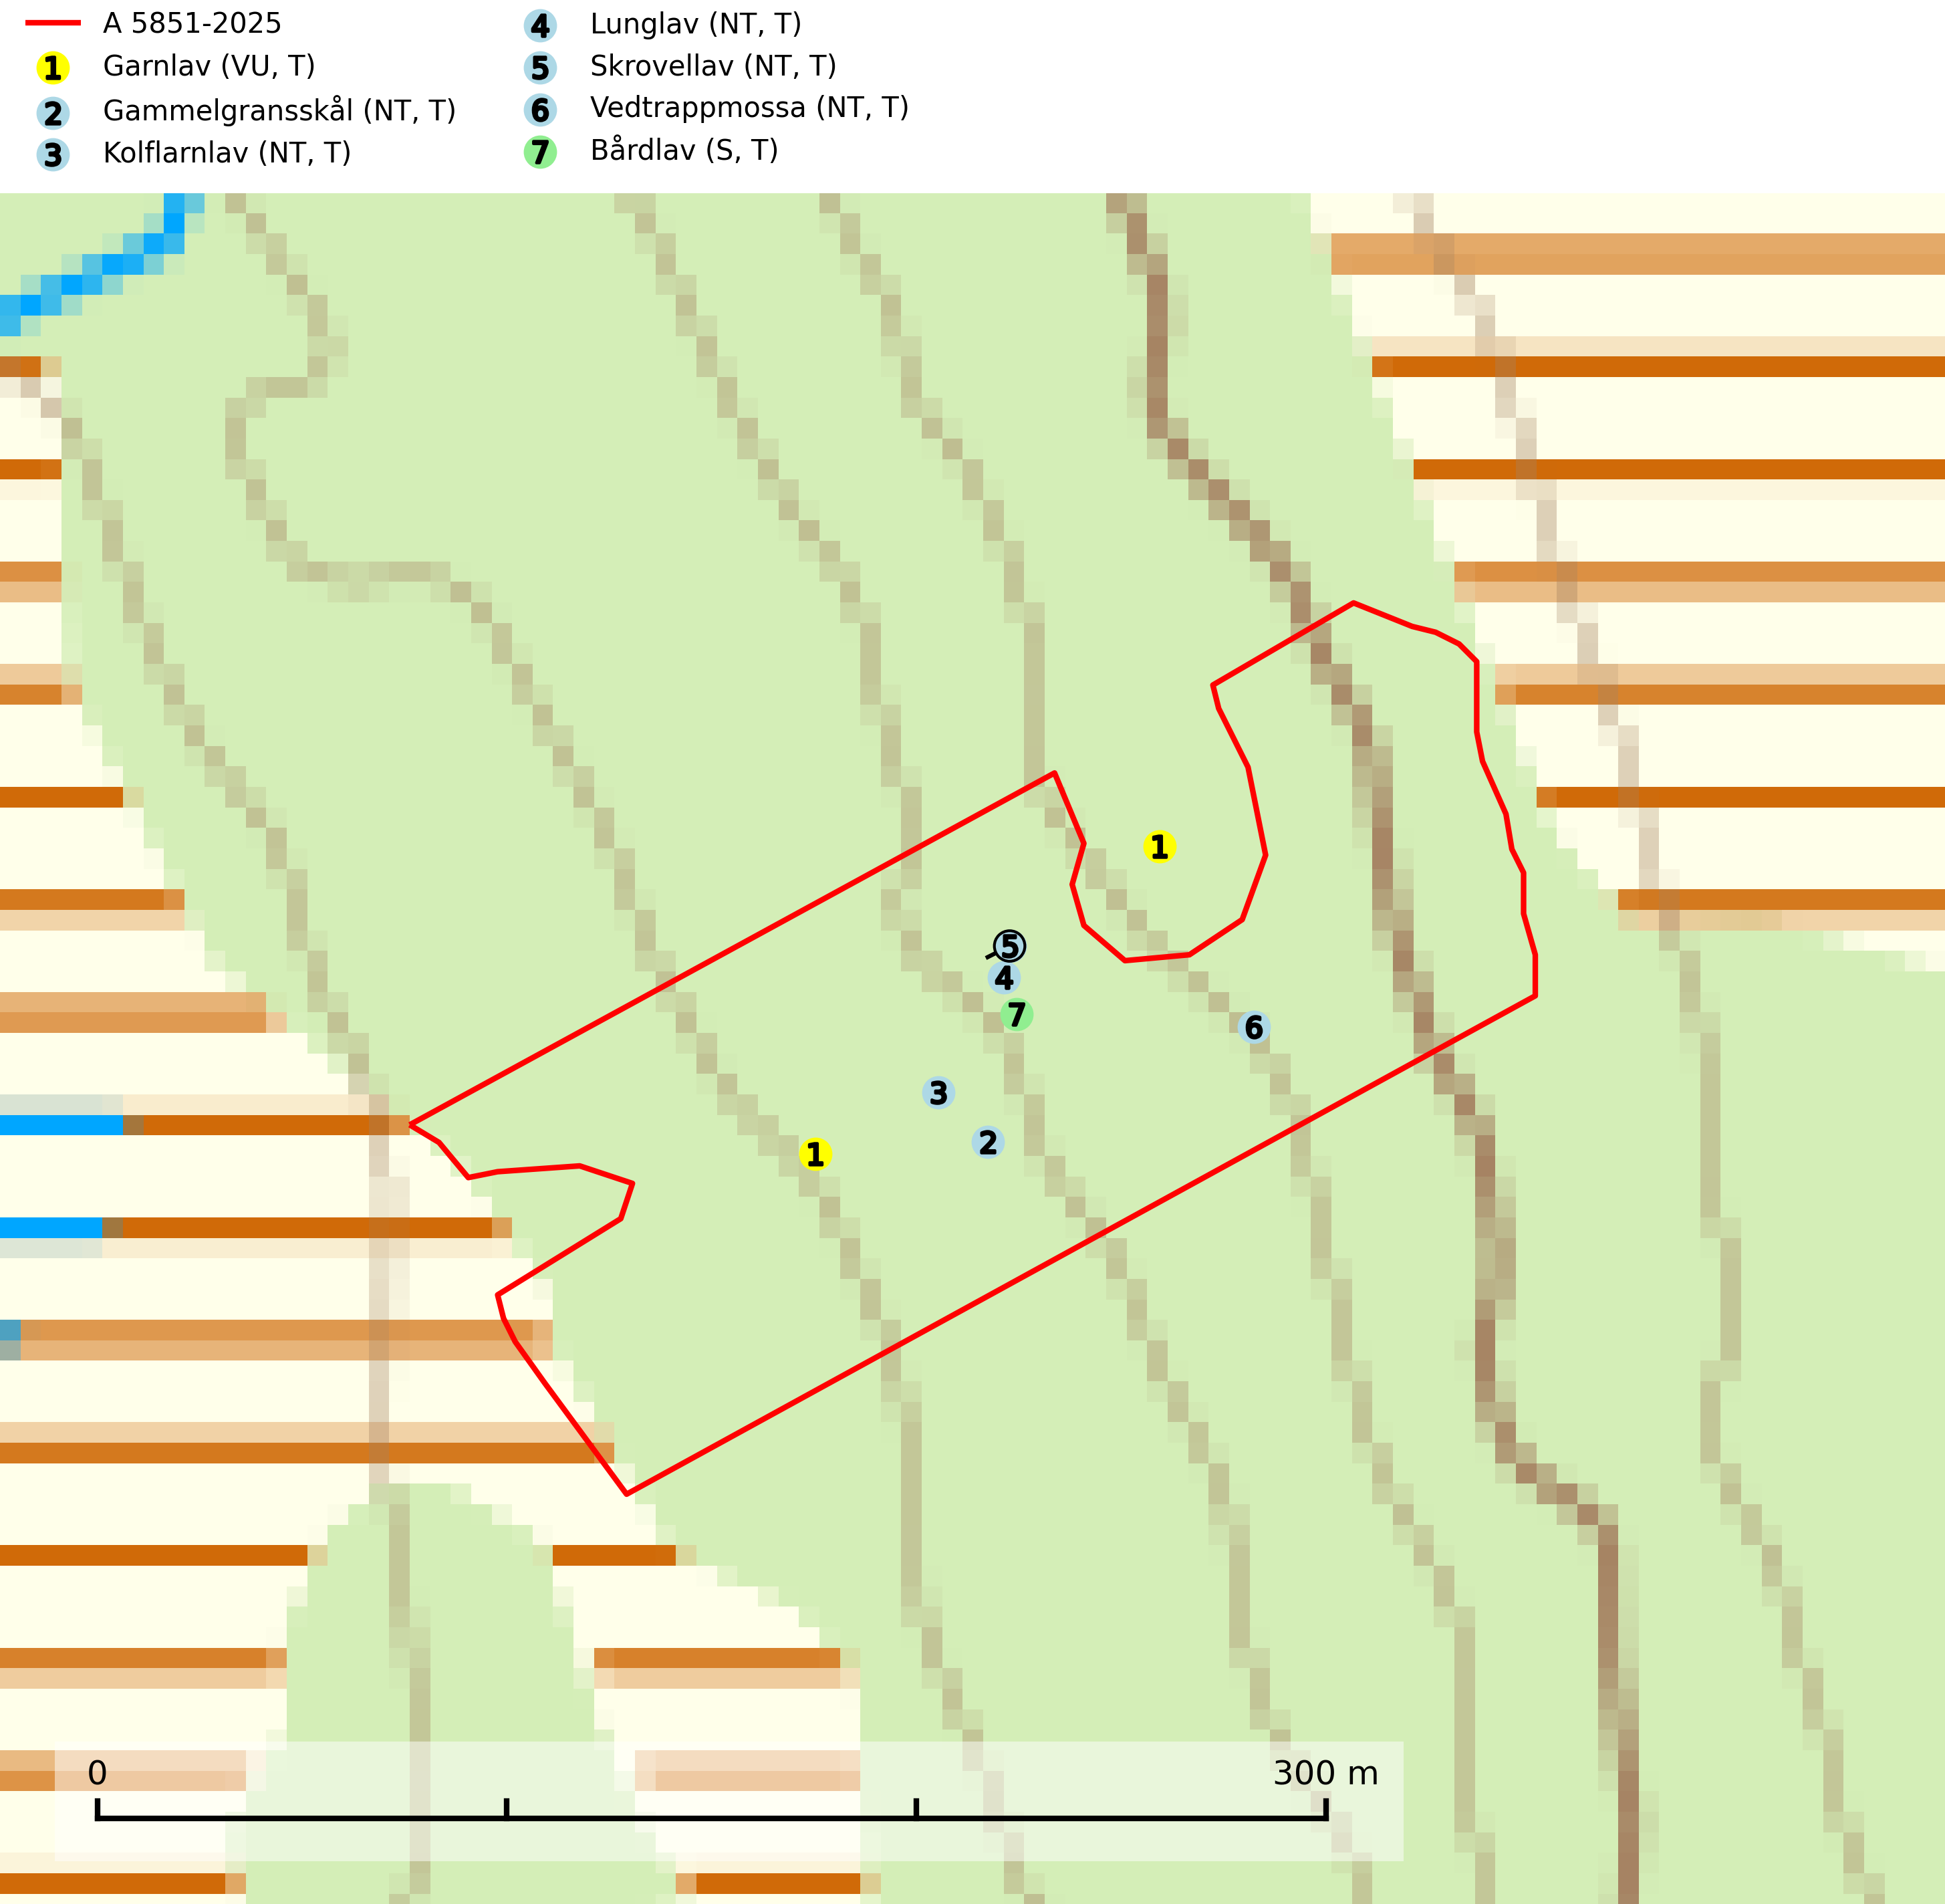 A 5851-2025
1 Garnlav (VU, T)
2 Gammelgransskål (NT, T)
3 Kolflarnlav (NT, T)
4 Lunglav (NT, T)
5 Skrovellav (NT, T)
6 Vedtrappmossa (NT, T)
7 Bårdlav (S, T)
1
5
4
7
6
3
2
1
0 300 m